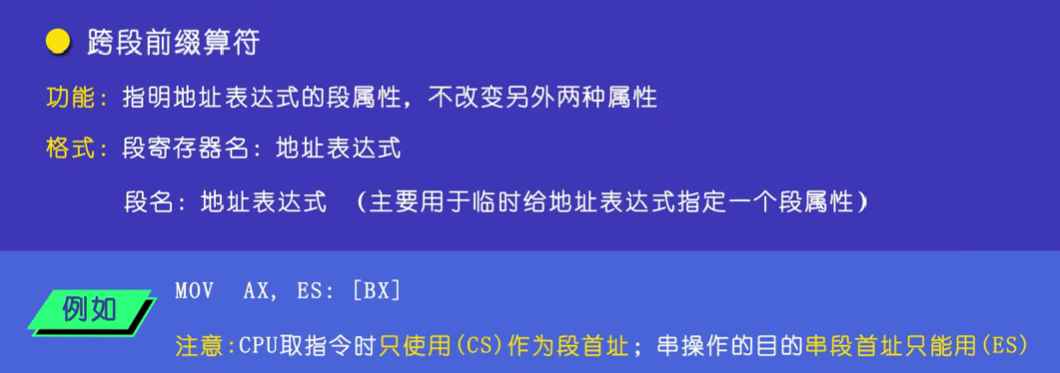 跨段前缀算符
功能：指明地址表达式的段属性，不改变另外两种属性
格式：段寄存器名：地址表达式
段名：地址表达式 （主要用于临时给地址表达式指定一个段属性）
例如
MOV AX, ES: [BX]
注意:CPU取指令时只使用(CS)作为段首址；串操作的目的串段首址只能用(ES)